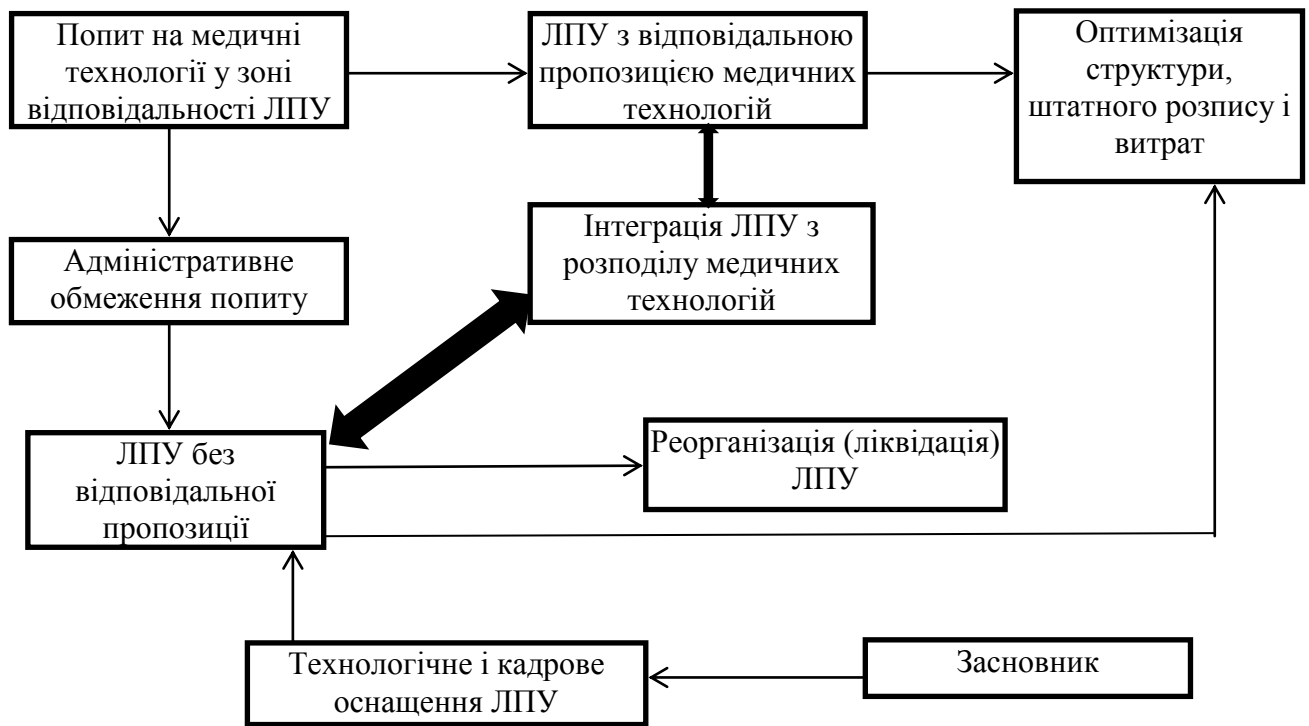 Попит на медичні
технології у зоні
відповідальності ЛПУ
ЛПУ з відповідальною
пропозицією медичних
технологій
Оптимізація
структури,
штатного розпису і
витрат
Адміністративне
обмеження попиту
Інтеграція ЛПУ з
розподілу медичних
технологій
ЛПУ без
відповідальної
пропозиції
Реорганізація (ліквідація)
ЛПУ
Технологічне і кадрове
оснащення ЛПУ
Засновник